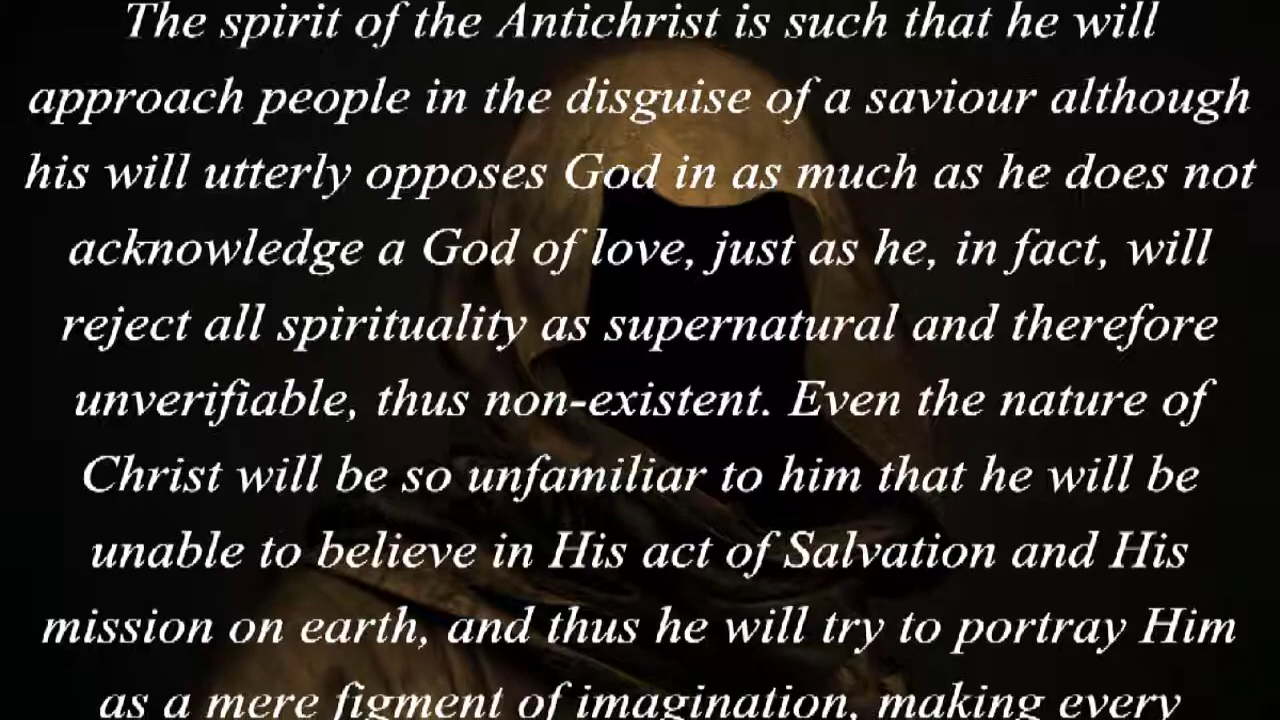 The spirit of the Antichrist is such that he will
approach people in the disguise of a saviour although
his will utterly opposes God in as much as he does not
acknowledge a God of love, just as he, in fact, will
reject all spirituality as supernatural and therefore
unverifiable, thus non-existent. Even the nature of
Christ will be so unfamiliar to him that he will be
unable to believe in His act of Salvation and His
mission on earth, and thus he will try to portray Him
as a mere figment of imagination, making every